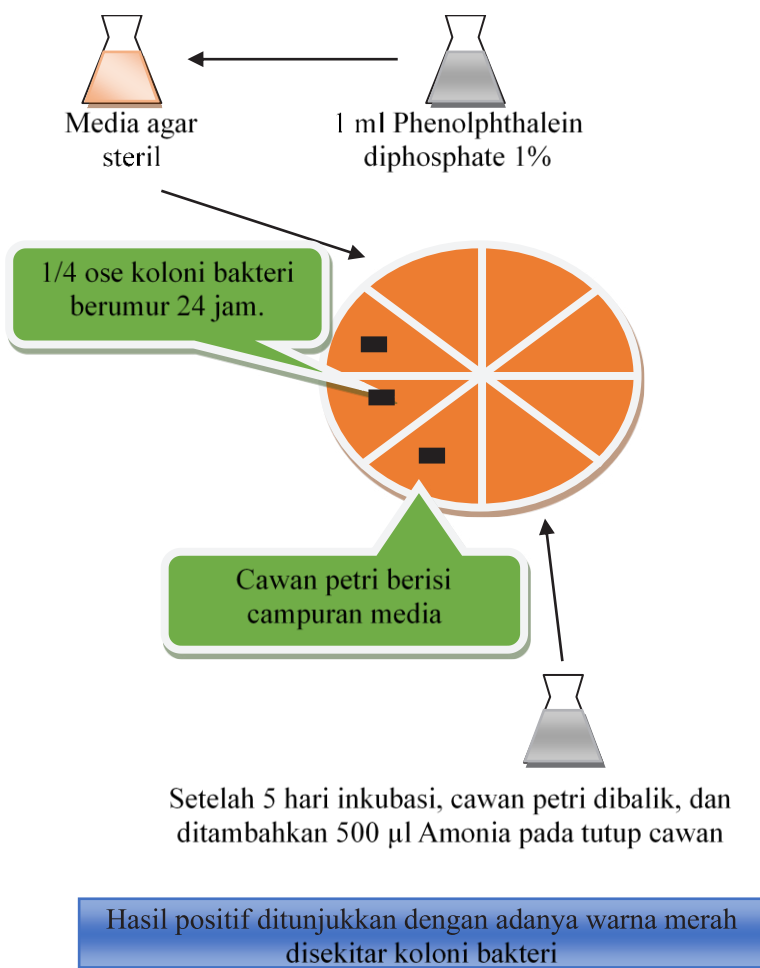 Media agar
steril
1 ml Phenolphthalein
diphosphate 1%
1/4 ose koloni bakteri
berumur 24 jam.
Cawan petri berisi
campuran media
Setelah 5 hari inkubasi, cawan petri dibalik, dan
ditambahkan 500 µl Amonia pada tutup cawan
Hasil positif ditunjukkan dengan adanya warna merah
disekitar koloni bakteri